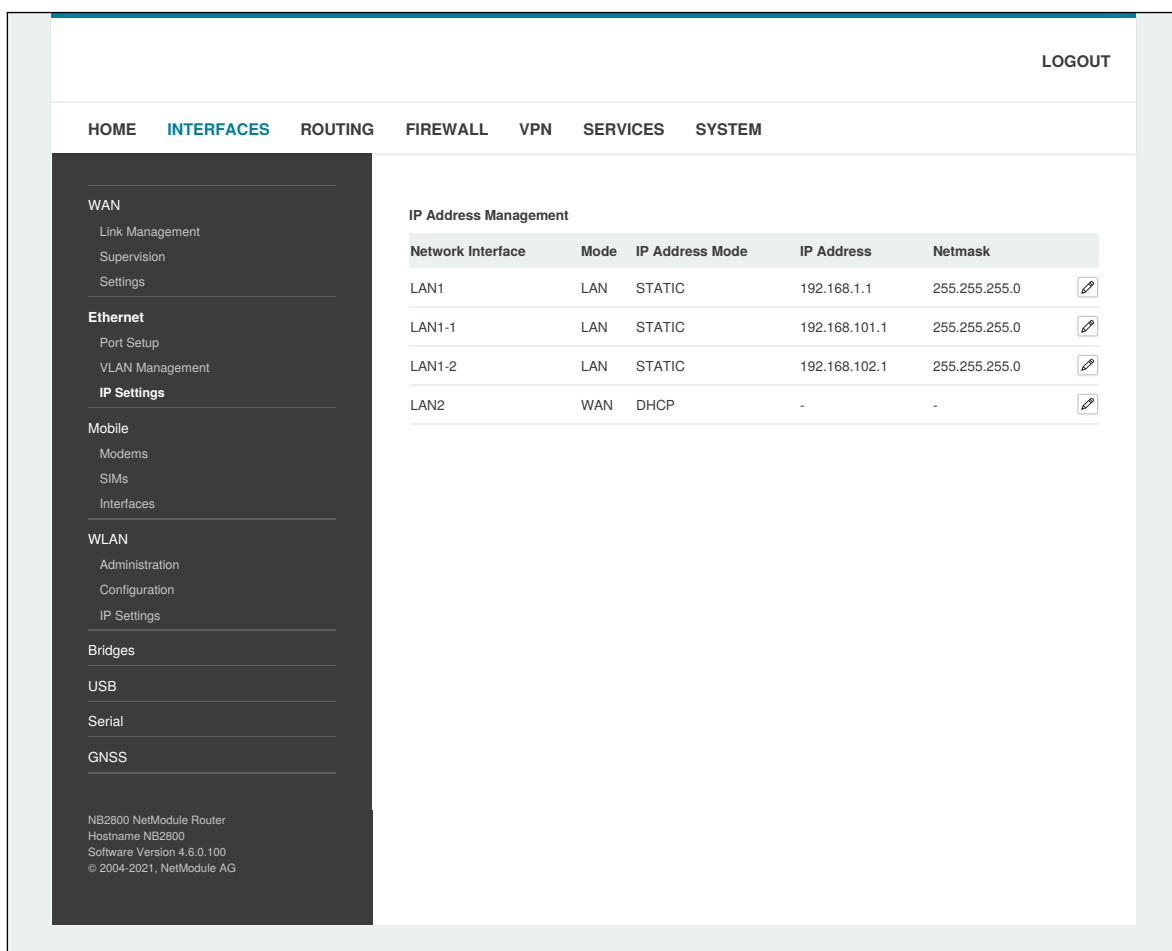 LOGOUT
HOME INTERFACES ROUTING FIREWALL VPN SERVICES SYSTEM
WAN
Link Management
Supervision
Settings
Ethernet
Port Setup
VLAN Management
IP Settings
Mobile
Modems
SIMs
Interfaces
WLAN
Administration
Configuration
IP Settings
Bridges
USB
Serial
GNSS
NB2800 NetModule Router
Hostname NB2800
Software Version 4.6.0.100
© 2004-2021, NetModule AG
IP Address Management
Network Interface Mode IP Address Mode IP Address Netmask
LAN1 LAN STATIC 192.168.1.1 255.255.255.0
LAN1-1 LAN STATIC 192.168.101.1 255.255.255.0
LAN1-2 LAN STATIC 192.168.102.1 255.255.255.0
LAN2 WAN DHCP - -